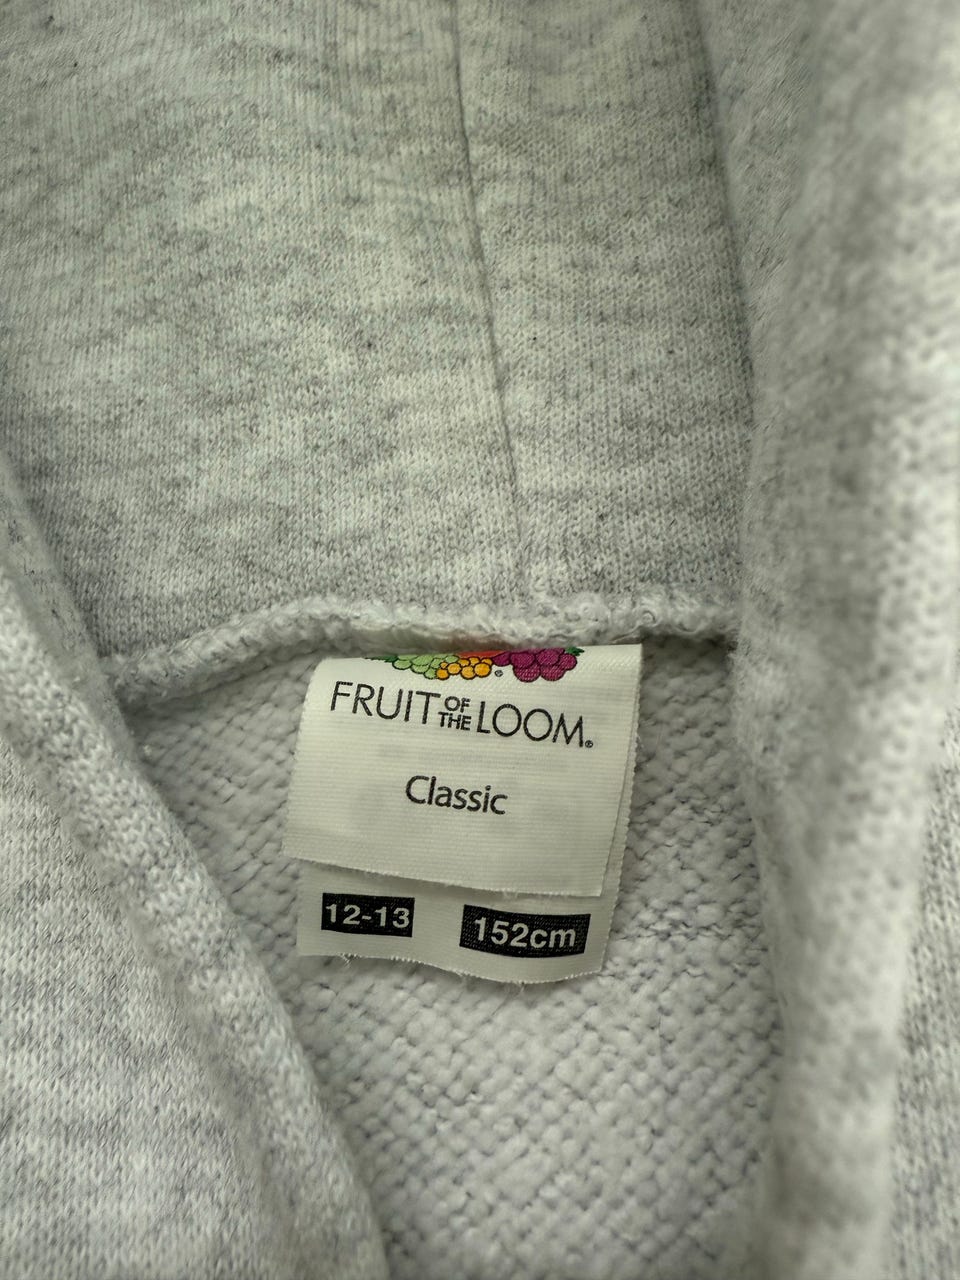 FRUIT OF THE LOOM®
Classic
12-13 152cm